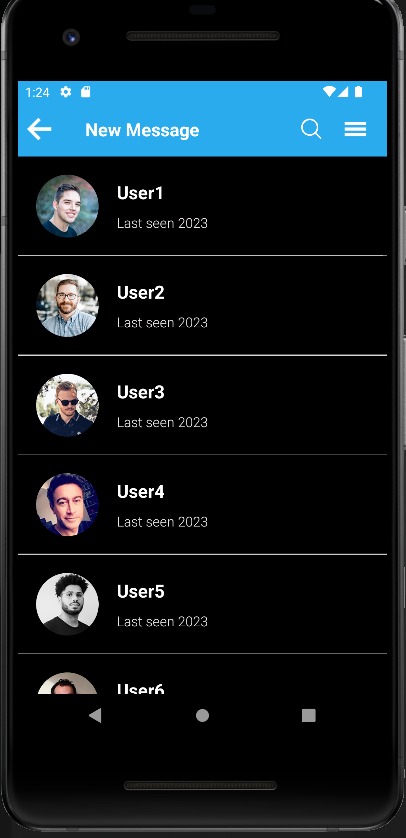 1:24
New Message
User1
Last seen 2023
User2
Last seen 2023
User3
Last seen 2023
User4
Last seen 2023
User5
Last seen 2023
User6